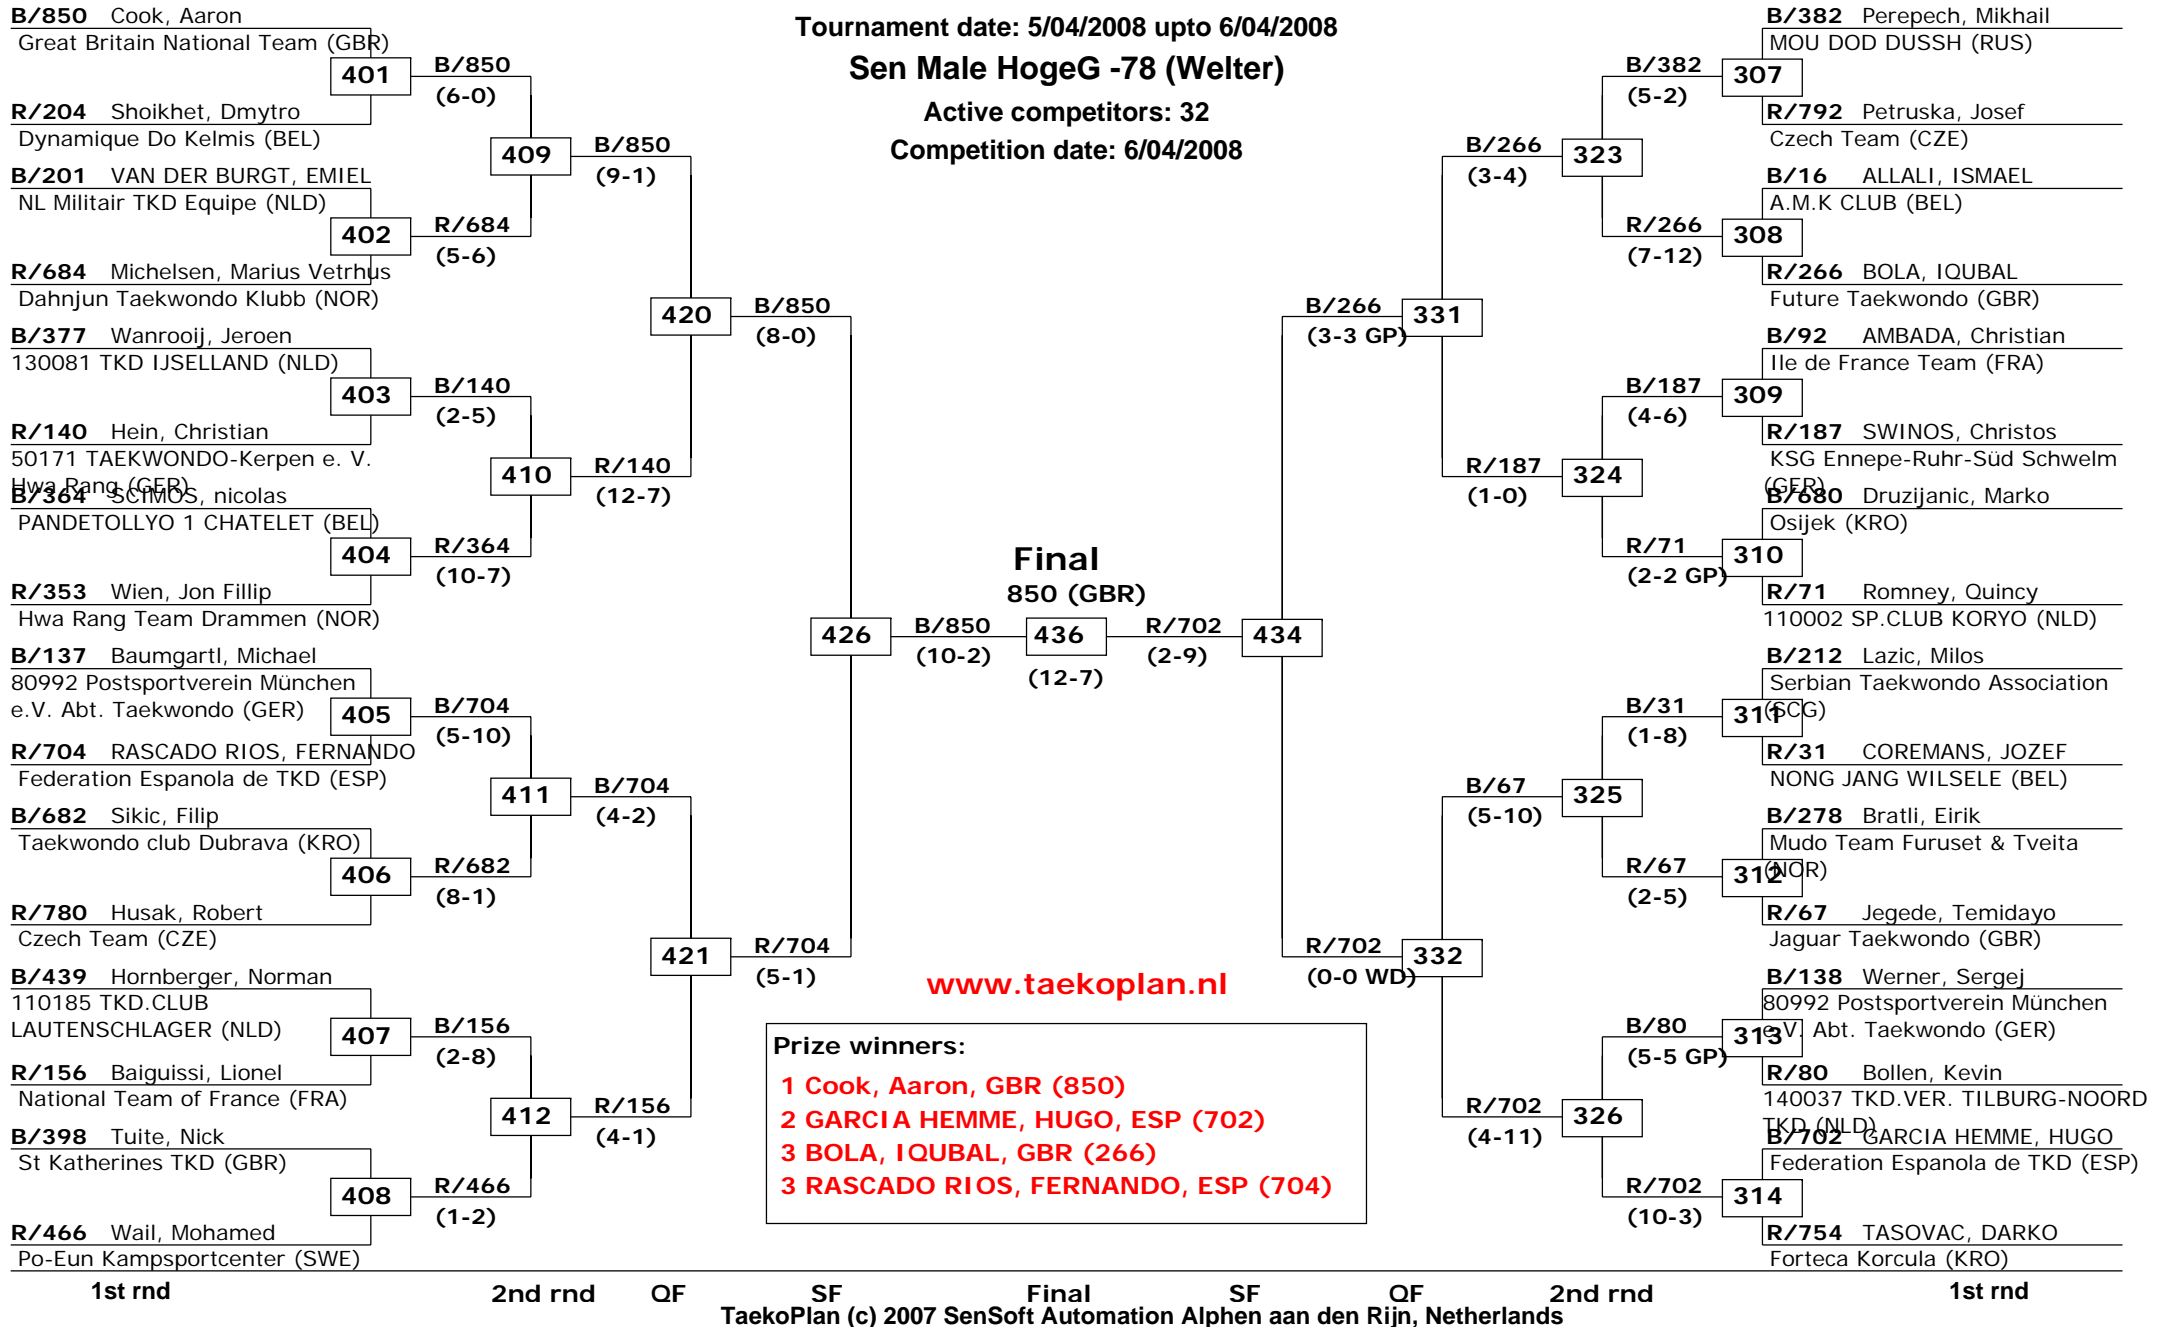 Tournament date: 5/04/2008 upto 6/04/2008
Sen Male HogeG -78 (Welter)
Active competitors: 32
Competition date: 6/04/2008
B/850 Cook, Aaron
Great Britain National Team (GBR)
401
R/204 Shoikhet, Dmytro
Dynamique Do Kelmis (BEL)
B/201 VAN DER BURGT, EMIEL
NL Militair TKD Equipe (NLD)
402
R/684 Michelsen, Marius Vetrhus
Dahnjun Taekwondo Klubb (NOR)
B/377 Wanrooij, Jeroen
130081 TKD IJSELLAND (NLD)
403
R/140 Hein, Christian
50171 TAEKWONDO-Kerpen e. V.
Hwa Rang (GER)
B/364 SCIMOS, nicolas
PANDETOLLYO 1 CHATELET (BEL)
404
R/353 Wien, Jon Fillip
Hwa Rang Team Drammen (NOR)
B/137 Baumgartl, Michael
80992 Postsportverein München
e.V. Abt. Taekwondo (GER)
405
R/704 RASCADO RIOS, FERNANDO
Federation Espanola de TKD (ESP)
B/682 Sikic, Filip
Taekwondo club Dubrava (KRO)
406
R/780 Husak, Robert
Czech Team (CZE)
B/439 Hornberger, Norman
110185 TKD.CLUB
LAUTENSCHLAGER (NLD)
407
R/156 Baiguissi, Lionel
National Team of France (FRA)
B/398 Tuite, Nick
St Katherines TKD (GBR)
408
R/466 Wail, Mohamed
Po-Eun Kampsportcenter (SWE)
B/850
(6-0)
409
R/684
(5-6)
B/140
(2-5)
410
R/364
(10-7)
B/704
(5-10)
411
R/682
(8-1)
B/156
(2-8)
412
R/466
(1-2)
B/850
(9-1)
420
R/140
(12-7)
B/704
(4-2)
421
R/156
(4-1)
B/850
(8-0)
426
R/704
(5-1)
Final
850 (GBR)
B/850
(10-2)
436
(12-7)
R/702
(2-9)
434
B/266
(3-3 GP)
R/702
(0-0 WD)
331
332
B/266
(3-4)
R/187
(1-0)
B/67
(5-10)
R/702
(4-11)
323
324
325
326
B/382
(5-2)
R/266
(7-12)
B/187
(4-6)
R/71
(2-2 GP)
B/31
(1-8)
R/67
(2-5)
B/80
(5-5 GP)
R/702
(10-3)
B/382 Perepech, Mikhail
MOU DOD DUSSH (RUS)
307
R/792 Petruska, Josef
Czech Team (CZE)
B/16 ALLALI, ISMAEL
A.M.K CLUB (BEL)
308
R/266 BOLA, IQUBAL
Future Taekwondo (GBR)
B/92 AMBADA, Christian
Ile de France Team (FRA)
309
R/187 SWINOS, Christos
KSG Ennepe-Ruhr-Süd Schwelm
(GER)
B/680 Druzijanic, Marko
Osijek (KRO)
310
R/71 Romney, Quincy
110002 SP.CLUB KORYO (NLD)
B/212 Lazic, Milos
Serbian Taekwondo Association
(SCG)
311
R/31 COREMANS, JOZEF
NONG JANG WILSELE (BEL)
B/278 Bratli, Eirik
Mudo Team Furuset & Tveita
(NOR)
312
R/67 Jegede, Temidayo
Jaguar Taekwondo (GBR)
B/138 Werner, Sergej
80992 Postsportverein München
e.V. Abt. Taekwondo (GER)
313
R/80 Bollen, Kevin
140037 TKD.VER. TILBURG-NOORD
TKD (NLD)
B/702 GARCIA HEMME, HUGO
Federation Espanola de TKD (ESP)
314
R/754 TASOVAC, DARKO
Forteca Korcula (KRO)
www.taekoplan.nl
Prize winners:
1 Cook, Aaron, GBR (850)
2 GARCIA HEMME, HUGO, ESP (702)
3 BOLA, IQUBAL, GBR (266)
3 RASCADO RIOS, FERNANDO, ESP (704)
1st rnd 2nd rnd QF SF Final SF QF 2nd rnd 1st rnd
TaekoPlan (c) 2007 SenSoft Automation Alphen aan den Rijn, Netherlands